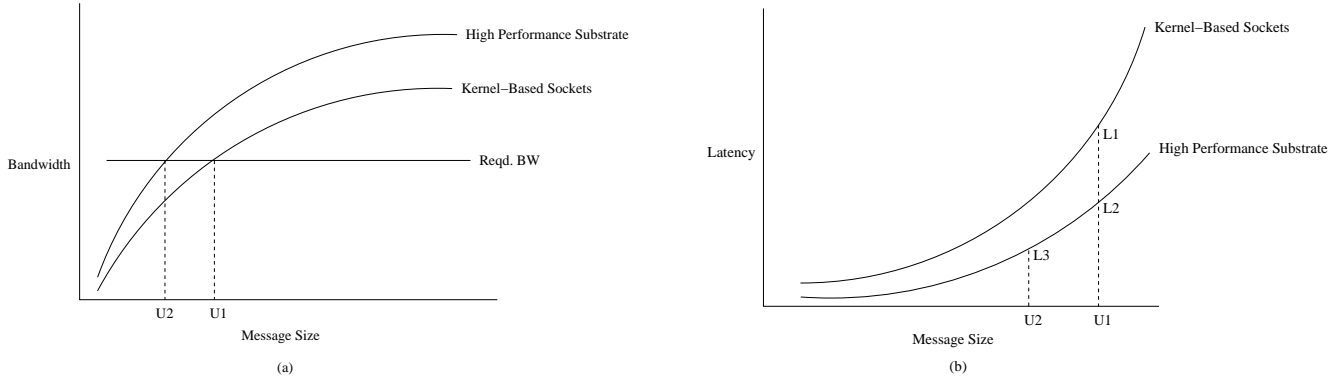 High Performance Substrate
Kernel−Based Sockets
Reqd. BW
Bandwidth
U2
U1
Message Size
(a)
Kernel−Based Sockets
L1
High Performance Substrate
Latency
L2
L3
U2
U1
Message Size
(b)